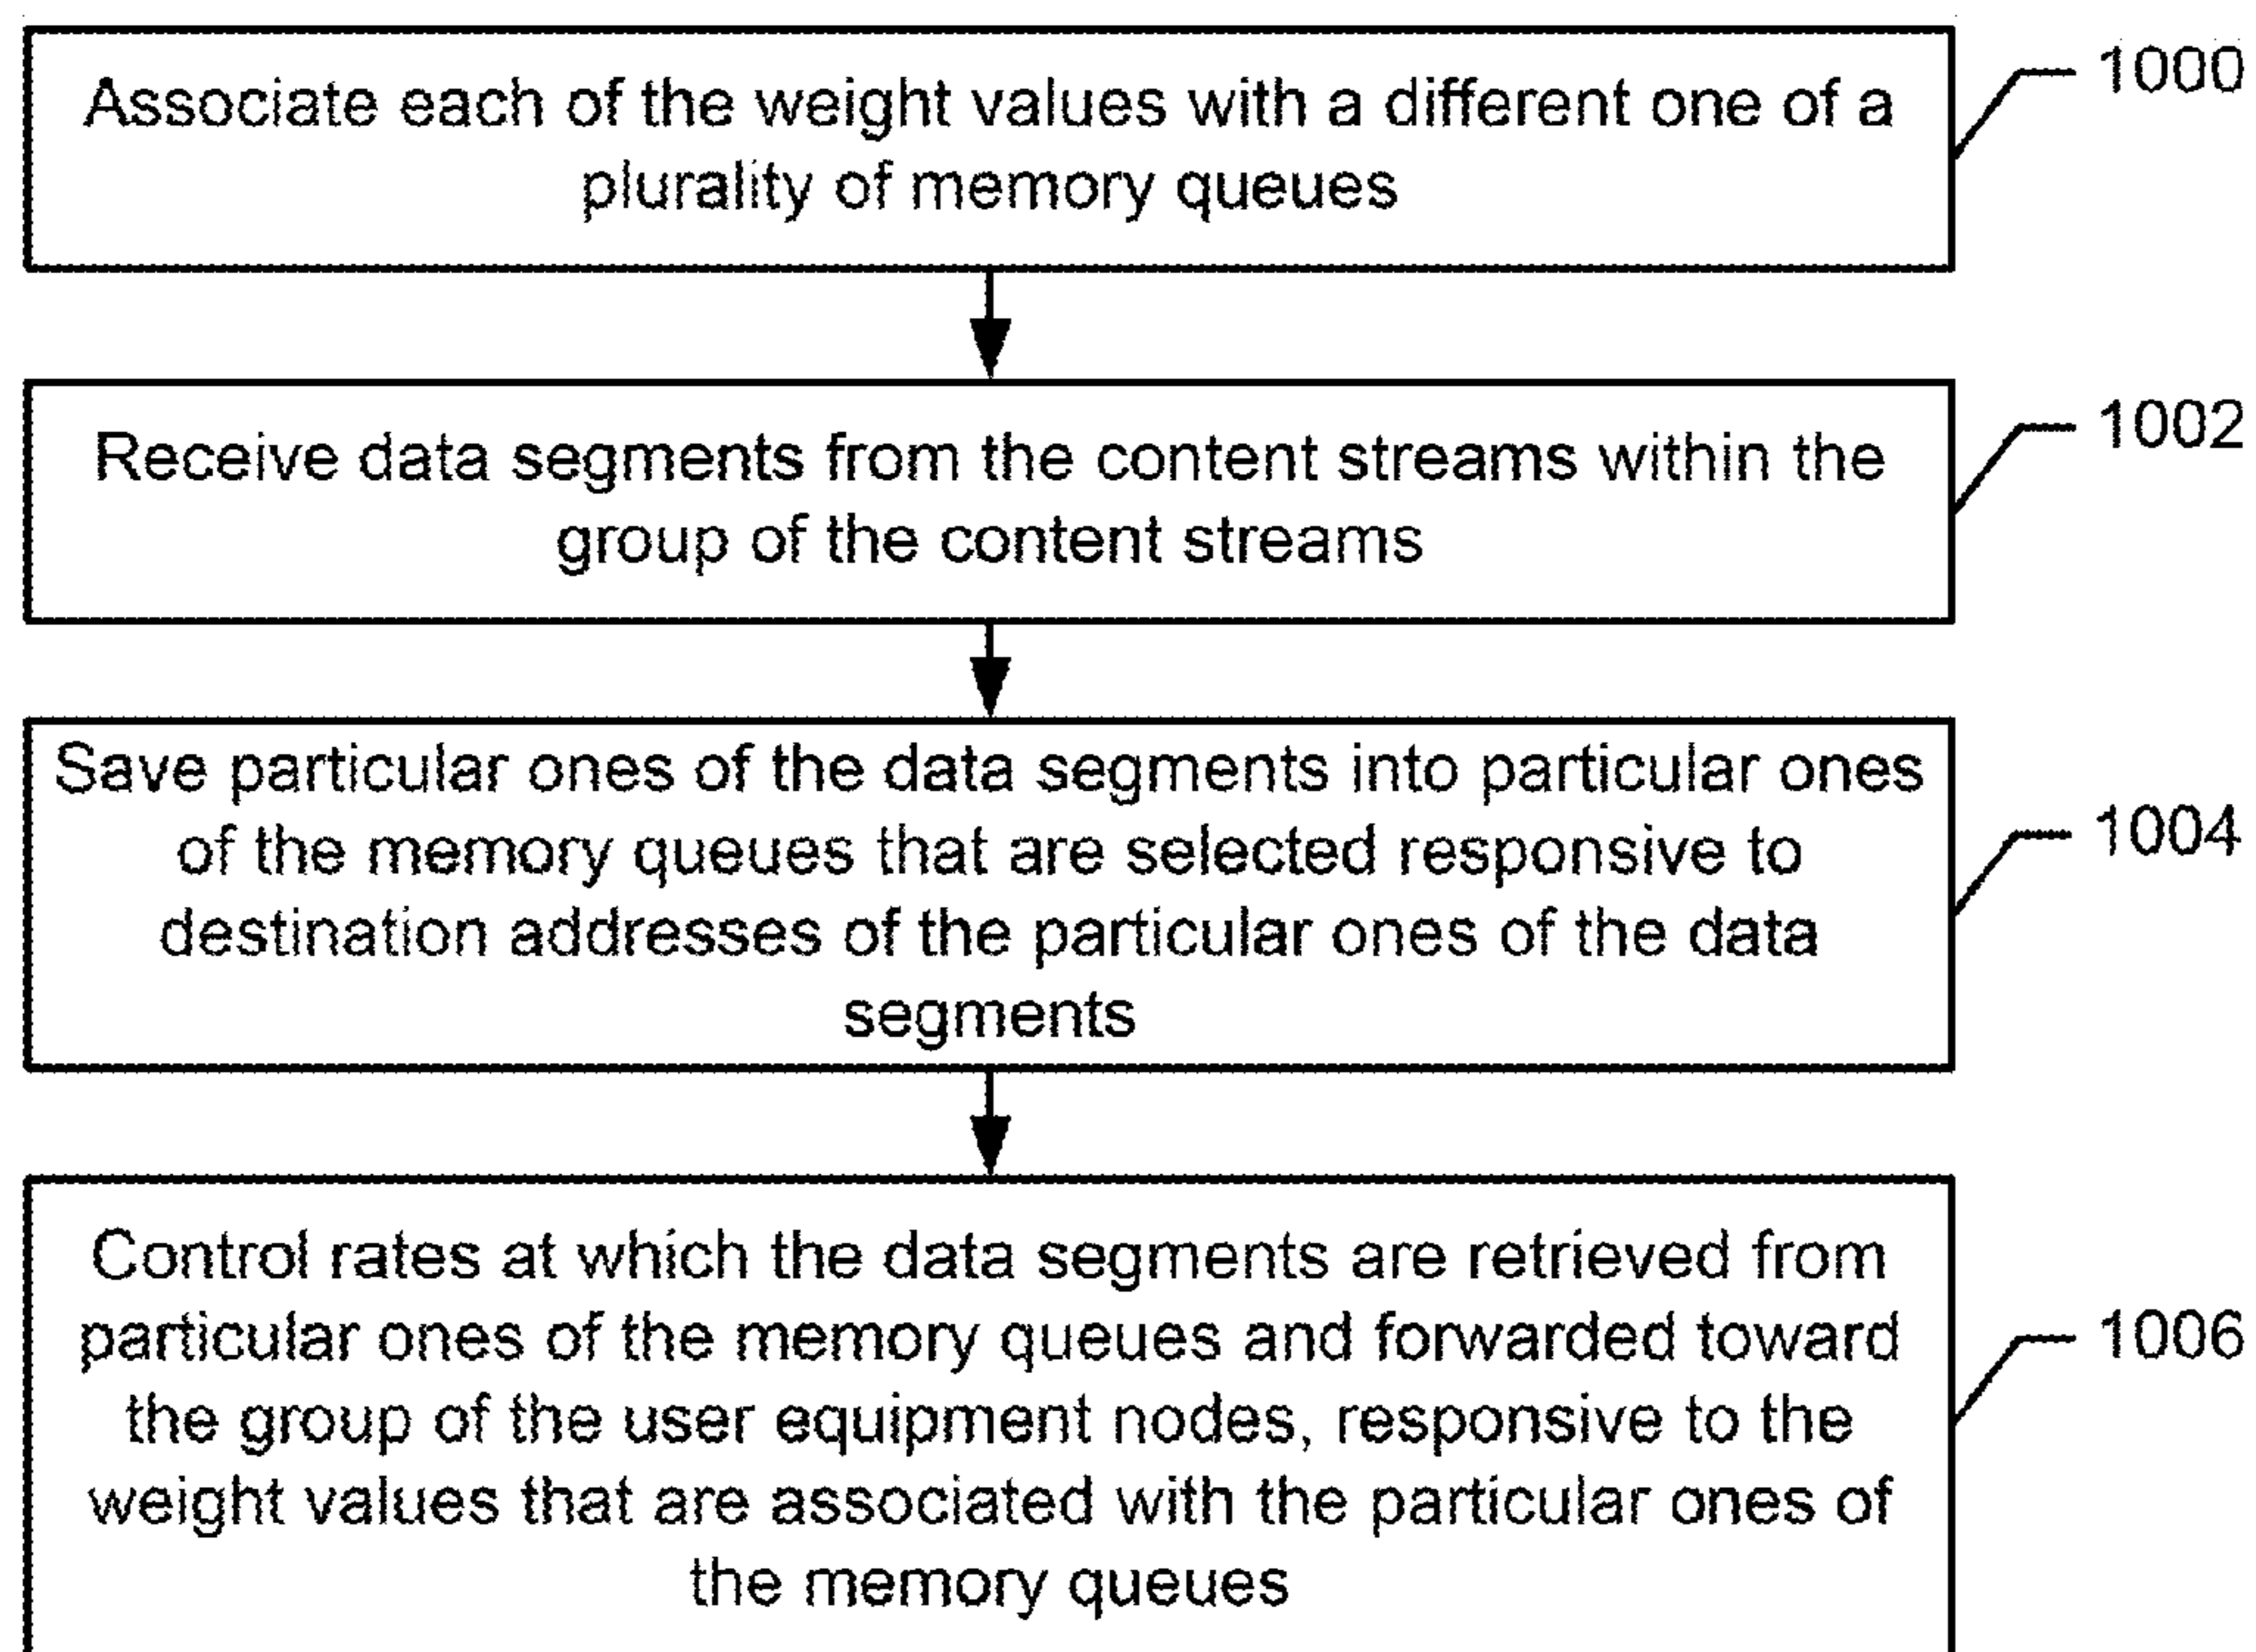 Associate each of the weight values with a different one of a
plurality of memory queues
1000
Receive data segments from the content streams within the
group of the content streams
1002
Save particular ones of the data segments into particular ones
of the memory queues that are selected responsive to
destination addresses of the particular ones of the data
segments
1004
Control rates at which the data segments are retrieved from
particular ones of the memory queues and forwarded toward
the group of the user equipment nodes, responsive to the
weight values that are associated with the particular ones of
the memory queues
1006